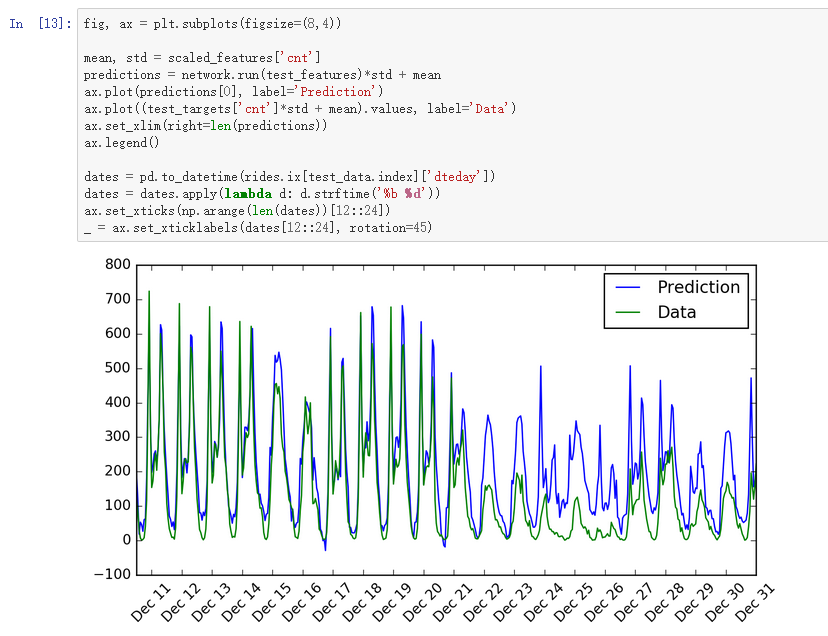 In [13]: fig, ax = plt.subplots(figsize=(8,4))
mean, std = scaled_features['cnt']
predictions = network.run(test_features)*std + mean
ax.plot(predictions[0], label='Prediction')
ax.plot((test_targets['cnt']*std + mean).values, label='Data')
ax.set_xlim(right=len(predictions))
ax.legend()
dates = pd.to_datetime(rides.ix[test_data.index]['dteday'])
dates = dates.apply(lambda d: d.strftime('%b %d'))
ax.set_xticks(np.arange(len(dates))[12::24])
_ = ax.set_xticklabels(dates[12::24], rotation=45)
800
700
600
500
400
300
200
100
0
−100
Prediction
Data
Dec 11
Dec 12
Dec 13
Dec 14
Dec 15
Dec 16
Dec 17
Dec 18
Dec 19
Dec 20
Dec 21
Dec 22
Dec 23
Dec 24
Dec 25
Dec 26
Dec 27
Dec 28
Dec 29
Dec 30
Dec 31